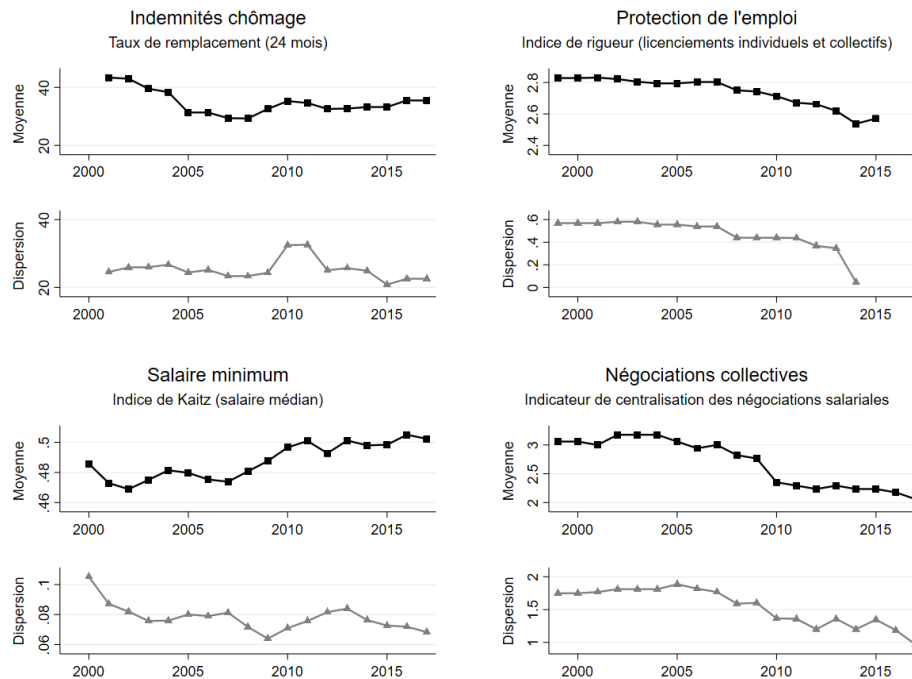 Indemnités chômage
Taux de remplacement (24 mois)
Moyenne
40
20
2000 2005 2010 2015
Dispersion
40
20
2000 2005 2010 2015
Protection de l'emploi
Indice de rigueur (licenciements individuels et collectifs)
Moyenne
2.8
2.6
2.4
2000 2005 2010 2015
Dispersion
.6
.4
.2
0
2000 2005 2010 2015
Salaire minimum
Indice de Kaitz (salaire médian)
Moyenne
.5
.48
.46
2000 2005 2010 2015
Dispersion
.1
.08
.06
2000 2005 2010 2015
Négociations collectives
Indicateur de centralisation des négociations salariales
Moyenne
3
2.5
2
2000 2005 2010 2015
Dispersion
2
1.5
1
2000 2005 2010 2015